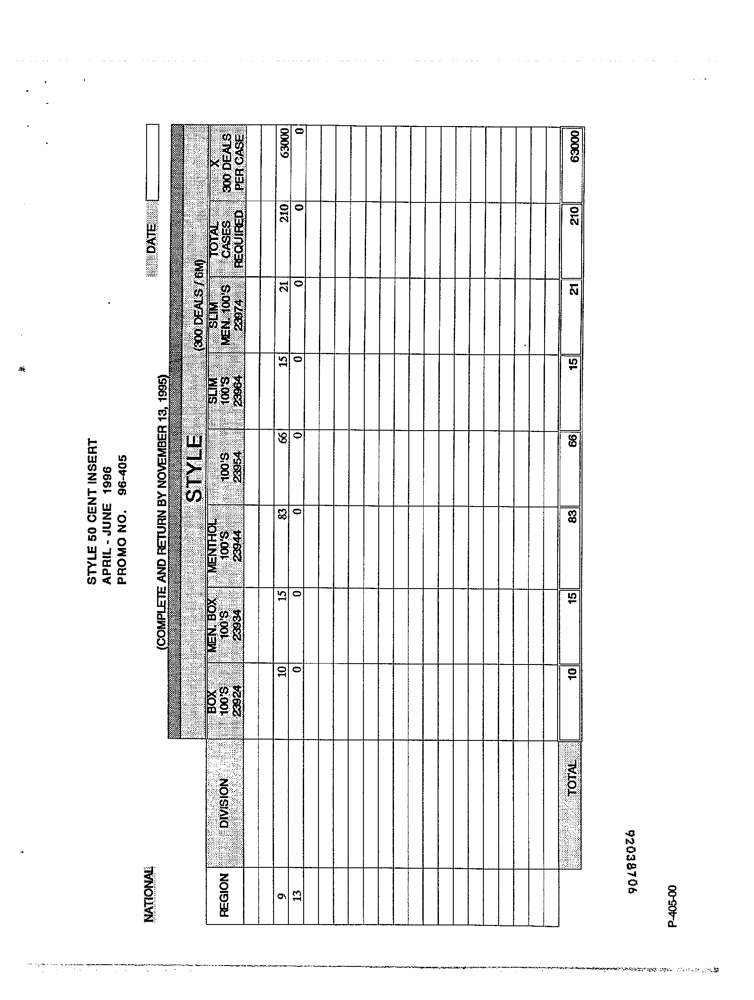 STYLE 50 CENT INSERT
APRIL - JUNE 1996
PROMO NO. 96-405
NATIONAL
DATE
(COMPLETE AND RETURN BY NOVEMBER 13, 1995)
STYLE (300 DEALS / 6M)
REGION DIVISION BOX 100'S 23924 MEN. BOX 100'S 23934 MENTHOL 100'S 23944 100'S 23954 SLIM 100'S 23964 SLIM MEN. 100'S 23974 TOTAL CASES REQUIRED X 300 DEALS PER CASE
9 10 15 83 66 15 21 210 63000
13 0 0 0 0 0 0 0 0
TOTAL 10 15 83 66 15 21 210 63000
92038706
P-405-00